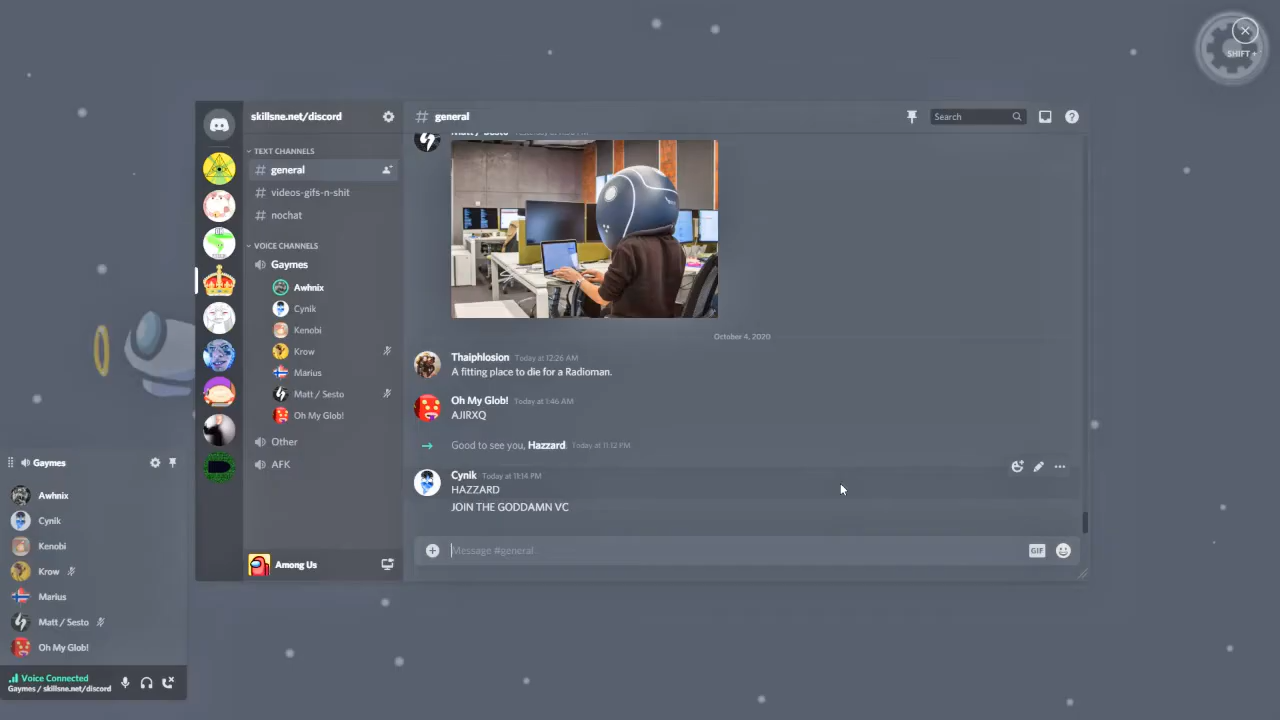 SHIFT+
skillsne.net/discord
general
Search
TEXT CHANNELS
general
videos-gifs-n-shit
nochat
VOICE CHANNELS
Gaymes
Awhnix
Cynik
Kenobi
Krow
Marius
Matt / Sesto
Oh My Glob!
Other
AFK
Among Us
Matt / Sesto
October 4, 2020
Thaiphlosion Today at 12:26 AM
A fitting place to die for a Radioman.
Oh My Glob! Today at 1:46 AM
AJIRXQ
Good to see you, Hazzard. Today at 11:12 PM
Cynik Today at 11:14 PM
HAZZARD
JOIN THE GODDAMN VC
Message #general
GIF
Gaymes
Awhnix
Cynik
Kenobi
Krow
Marius
Matt / Sesto
Oh My Glob!
Voice Connected
Gaymes / skillsne.net/discord